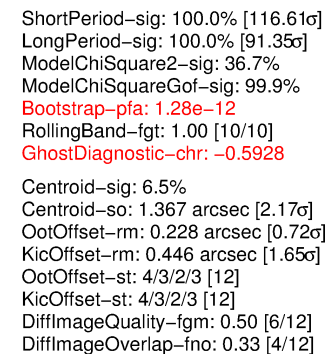 ShortPeriod−sig: 100.0% [116.61σ]
LongPeriod−sig: 100.0% [91.35σ]
ModelChiSquare2−sig: 36.7%
ModelChiSquareGof−sig: 99.9%
Bootstrap−pfa: 1.28e−12
RollingBand−fgt: 1.00 [10/10]
GhostDiagnostic−chr: −0.5928
Centroid−sig: 6.5%
Centroid−so: 1.367 arcsec [2.17σ]
OotOffset−rm: 0.228 arcsec [0.72σ]
KicOffset−rm: 0.446 arcsec [1.65σ]
OotOffset−st: 4/3/2/3 [12]
KicOffset−st: 4/3/2/3 [12]
DiffImageQuality−fgm: 0.50 [6/12]
DiffImageOverlap−fno: 0.33 [4/12]